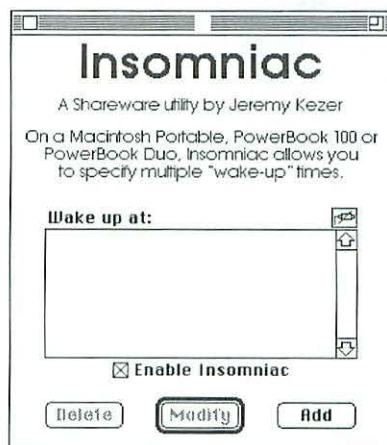 Insomniac
A Shareware utility by Jeremy Kezer
On a Macintosh Portable, PowerBook 100 or
PowerBook Duo, Insomniac allows you
to specify multiple "wake-up" times.
Wake up at:
Enable Insomniac
Delete Modify Add